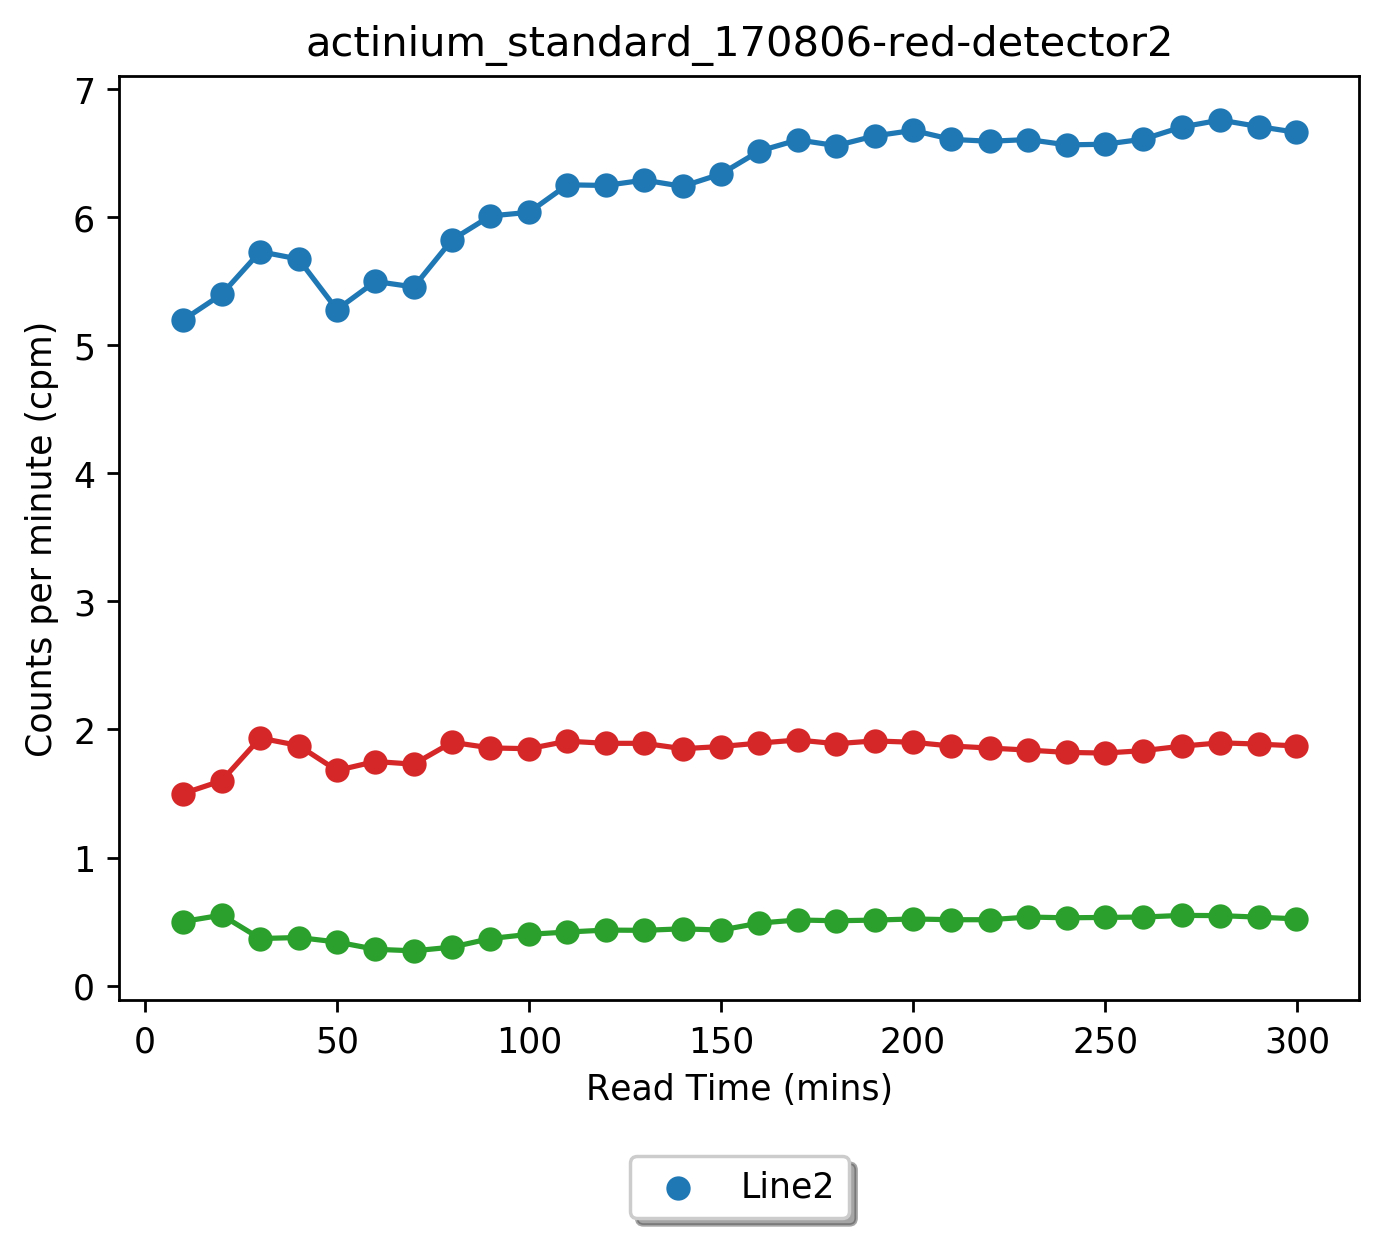 actinium_standard_170806-red-detector2
7
6
5
4
3
2
1
0
Counts per minute (cpm)
0 50 100 150 200 250 300
Read Time (mins)
Line2